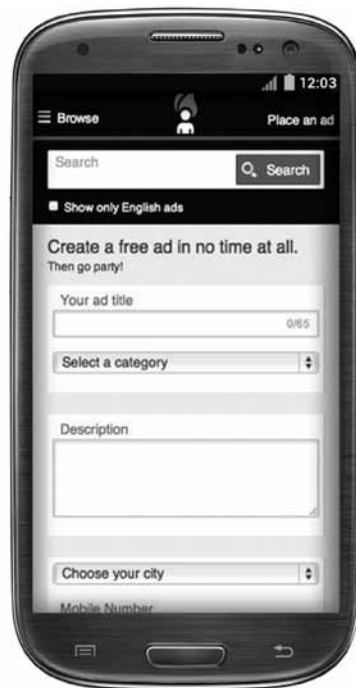 12:03
Browse
Place an ad
Search
Search
Show only English ads
Create a free ad in no time at all.
Then go party!
Your ad title
0/65
Select a category
Description
Choose your city
Mobile Number